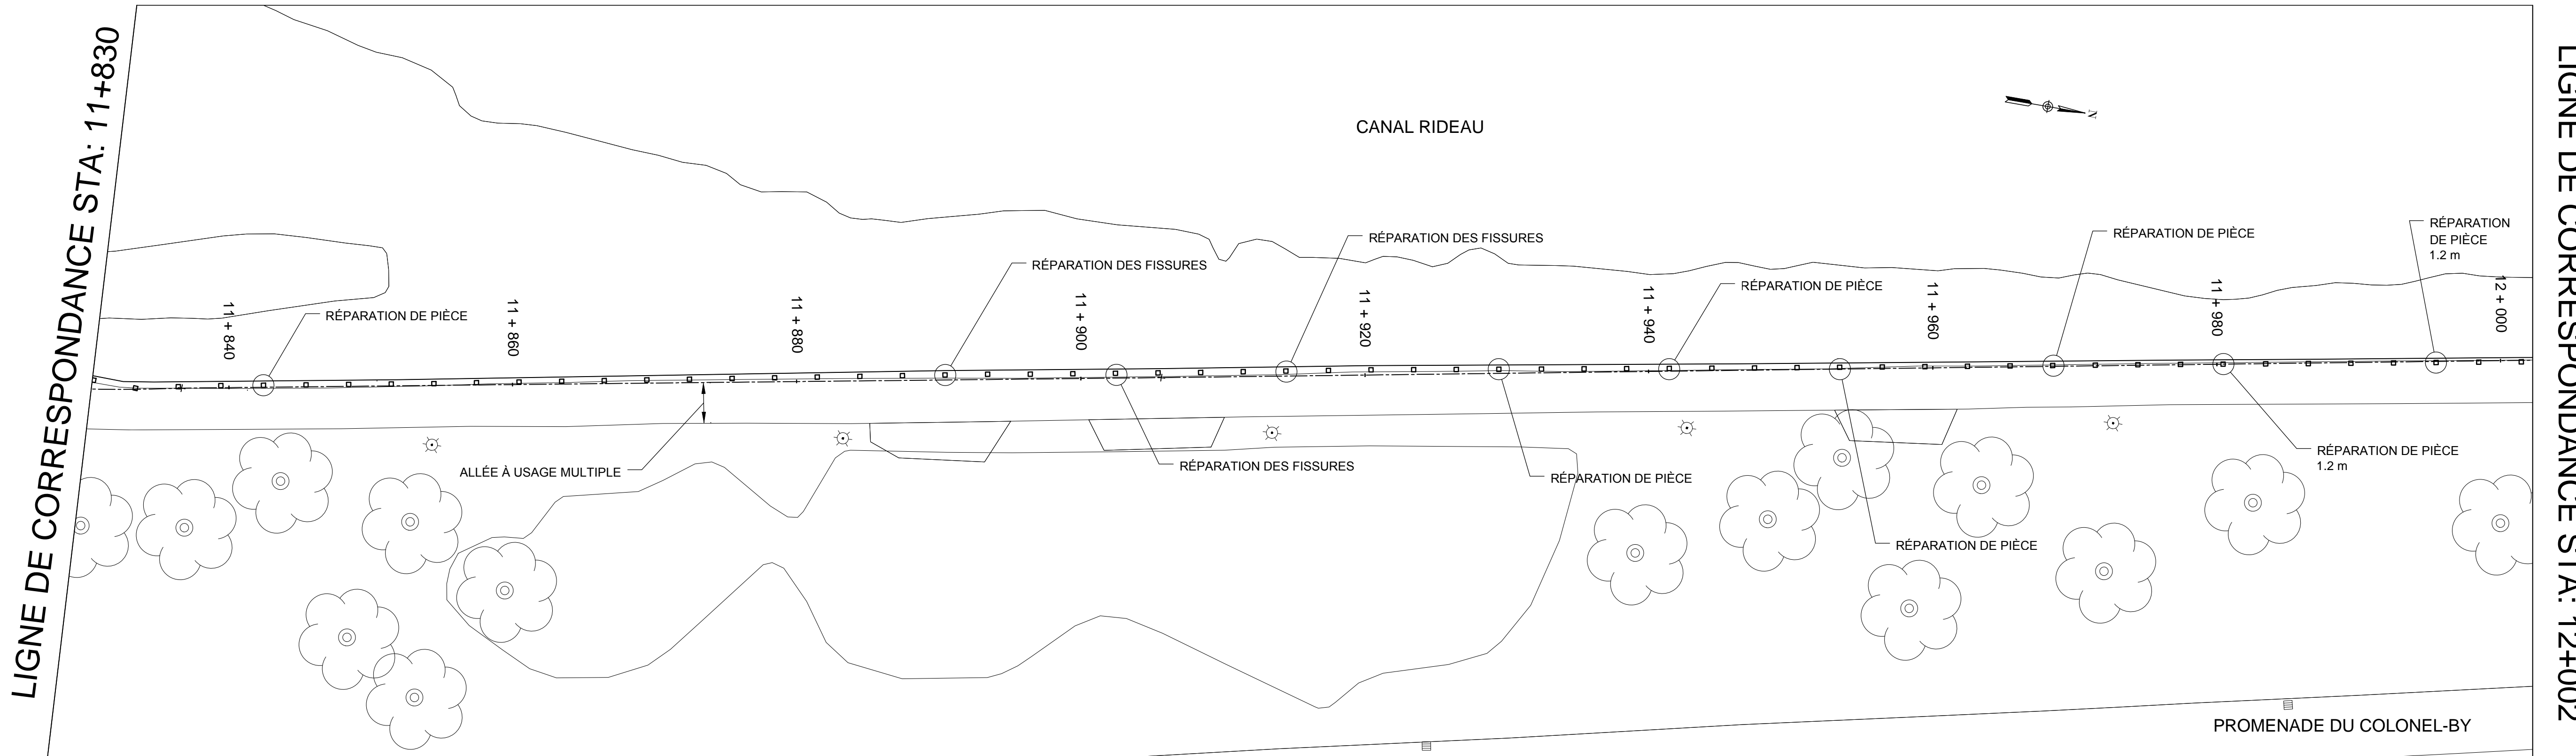 LIGNE DE CORRESPONDANCE STA: 11+830
CANAL RIDEAU
N
RÉPARATION DE PIÈCE
RÉPARATION DES FISSURES
RÉPARATION DES FISSURES
RÉPARATION DE PIÈCE
RÉPARATION DE PIÈCE
RÉPARATION
DE PIÈCE
1.2 m
11 + 840
11 + 860
11 + 880
11 + 900
11 + 920
11 + 940
11 + 960
11 + 980
12 + 000
ALLÉE À USAGE MULTIPLE
RÉPARATION DES FISSURES
RÉPARATION DE PIÈCE
RÉPARATION DE PIÈCE
RÉPARATION DE PIÈCE
1.2 m
PROMENADE DU COLONEL-BY
LIGNE DE CORRESPONDANCE STA: 12+002